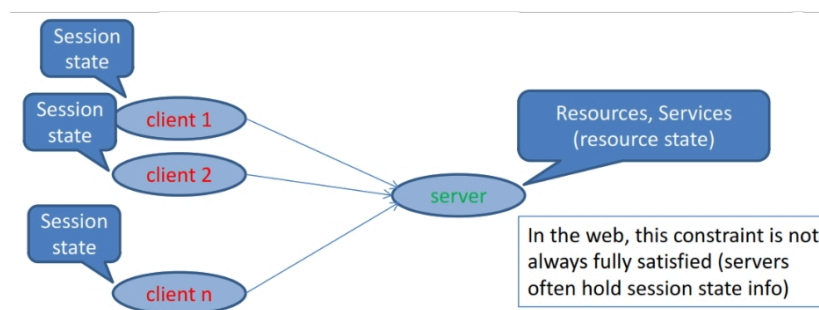 Session
state
client 1
Session
state
client 2
Session
state
client n
server
Resources, Services
(resource state)
In the web, this constraint is not
always fully satisfied (servers
often hold session state info)